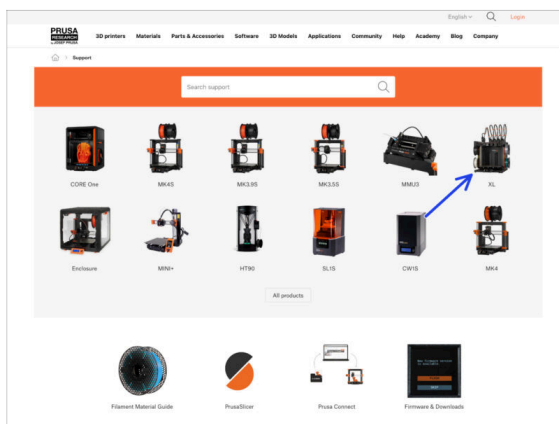 English
Login
PRUSA
RESEARCH
by JOSEF PRUSA
3D printers Materials Parts & Accessories Software 3D Models Applications Community Help Academy Blog Company
Support
Search support
CORE One MK4S MK3.9S MK3.5S MMU3 XL
Enclosure MINI+ HT90 SL1S CW1S MK4
All products
Filament Material Guide PrusaSlicer Prusa Connect Firmware & Downloads